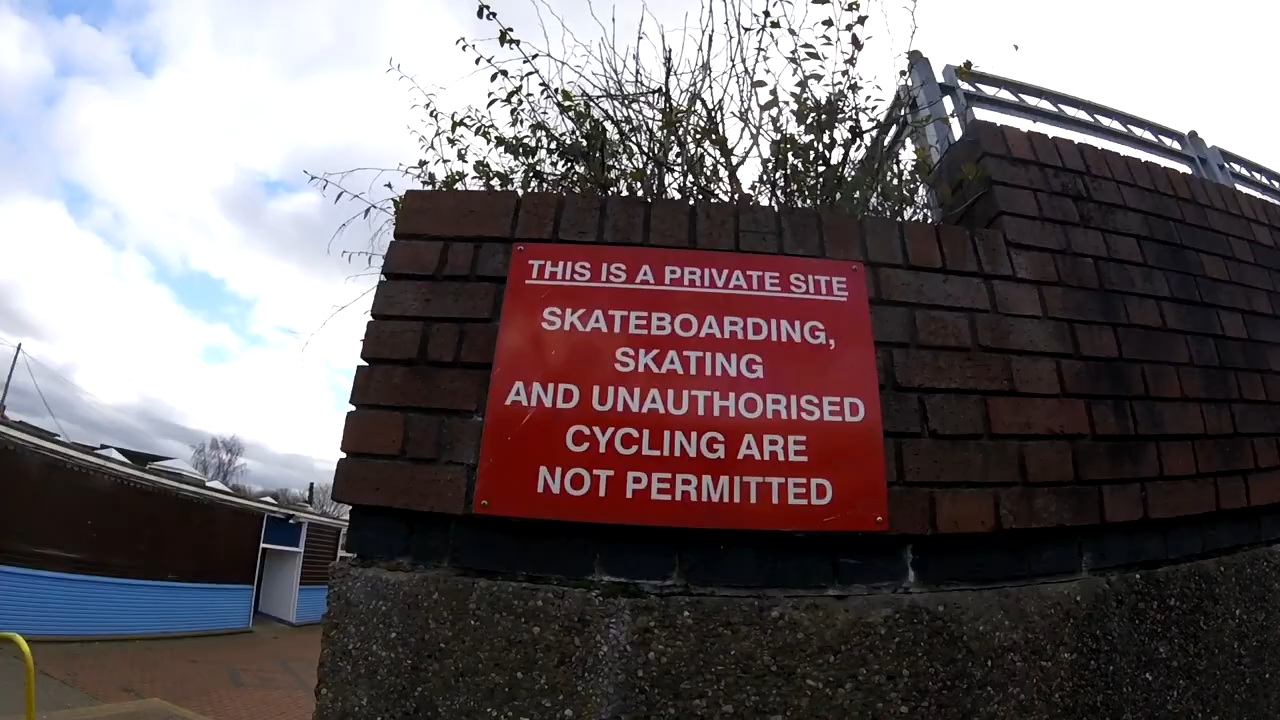 THIS IS A PRIVATE SITE
SKATEBOARDING,
SKATING
AND UNAUTHORISED
CYCLING ARE
NOT PERMITTED